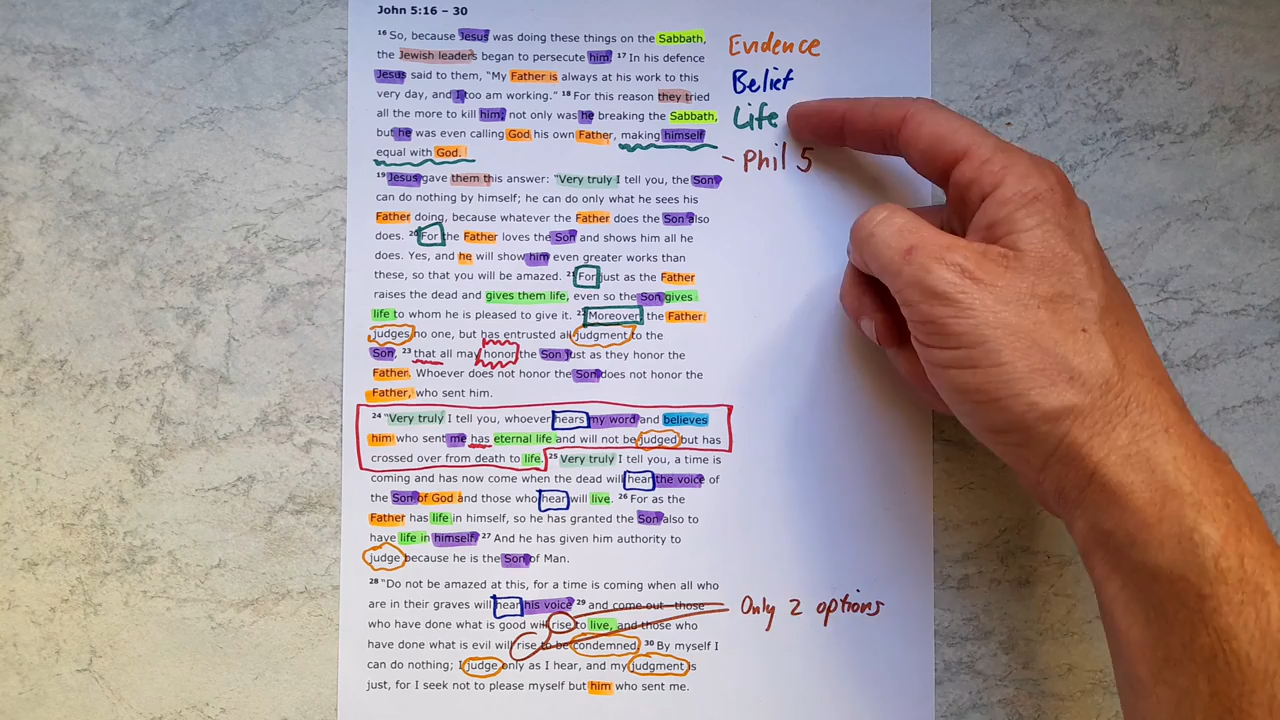 John 5:16 – 30
16 So, because Jesus was doing these things on the Sabbath,
the Jewish leaders began to persecute him. 17 In his defence
Jesus said to them, “My Father is always at his work to this
very day, and I too am working.” 18 For this reason they tried
all the more to kill him; not only was he breaking the Sabbath,
but he was even calling God his own Father, making himself
equal with God.
19 Jesus gave them this answer: “Very truly I tell you, the Son
can do nothing by himself; he can do only what he sees his
Father doing, because whatever the Father does the Son also
does. 20 For the Father loves the Son and shows him all he
does. Yes, and he will show him even greater works than
these, so that you will be amazed. 21 For just as the Father
raises the dead and gives them life, even so the Son gives
life to whom he is pleased to give it. 22 Moreover, the Father
judges no one, but has entrusted all judgment to the
Son, 23 that all may honor the Son just as they honor the
Father. Whoever does not honor the Son does not honor the
Father, who sent him.
24 “Very truly I tell you, whoever hears my word and believes
him who sent me has eternal life and will not be judged but has
crossed over from death to life. 25 Very truly I tell you, a time is
coming and has now come when the dead will hear the voice of
the Son of God and those who hear will live. 26 For as the
Father has life in himself, so he has granted the Son also to
have life in himself. 27 And he has given him authority to
judge because he is the Son of Man.
28 “Do not be amazed at this, for a time is coming when all who
are in their graves will hear his voice 29 and come out—those
who have done what is good will rise to live, and those who
have done what is evil will rise to be condemned. 30 By myself I
can do nothing; I judge only as I hear, and my judgment is
just, for I seek not to please myself but him who sent me.
Evidence
Belief
Life
- Phil 5
Only 2 options